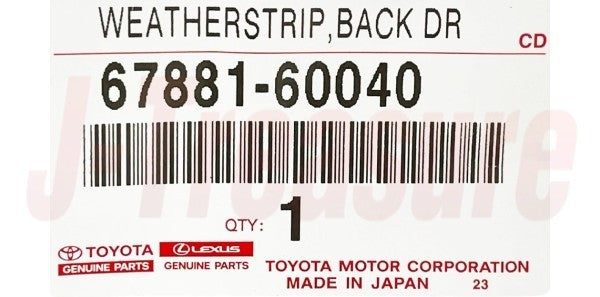 WEATHERSTRIP,BACK DR
CD
67881-60040
J-Treasure
QTY: 1
TOYOTA
GENUINE PARTS
LEXUS
GENUINE PARTS
TOYOTA MOTOR CORPORATION
MADE IN JAPAN 23